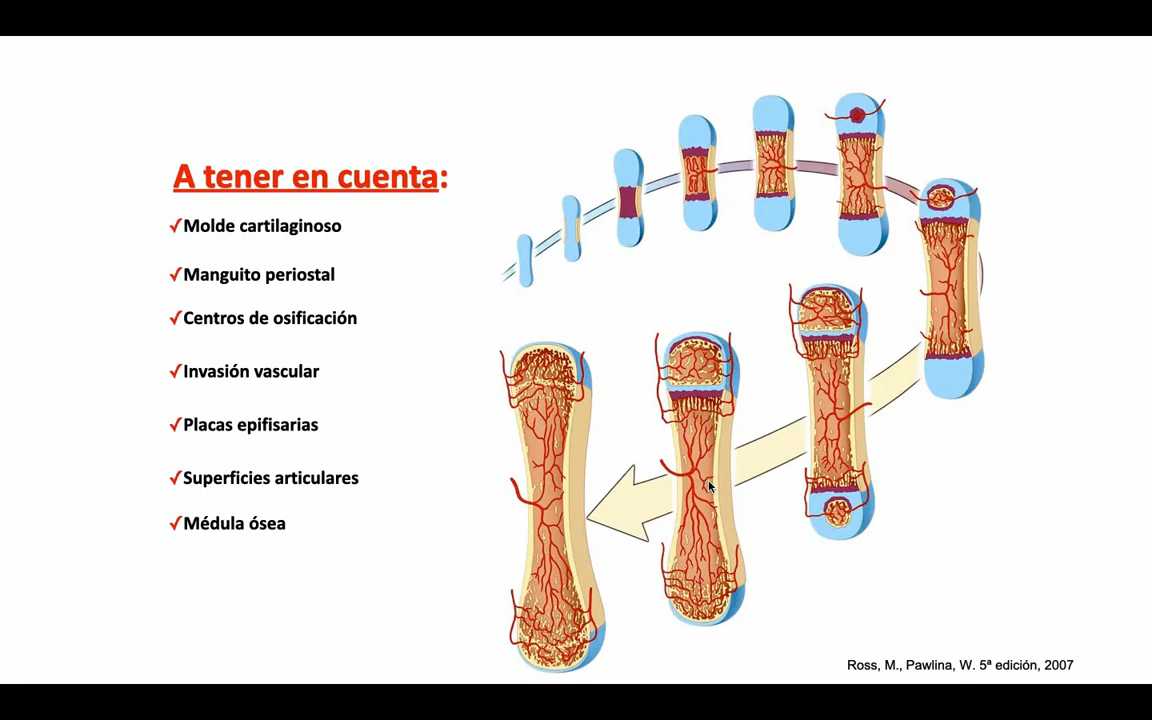 A tener en cuenta:
✓Molde cartilaginoso
✓Manguito periostal
✓Centros de osificación
✓Invasión vascular
✓Placas epifisarias
✓Superficies articulares
✓Médula ósea
Ross, M., Pawlina, W. 5ª edición, 2007